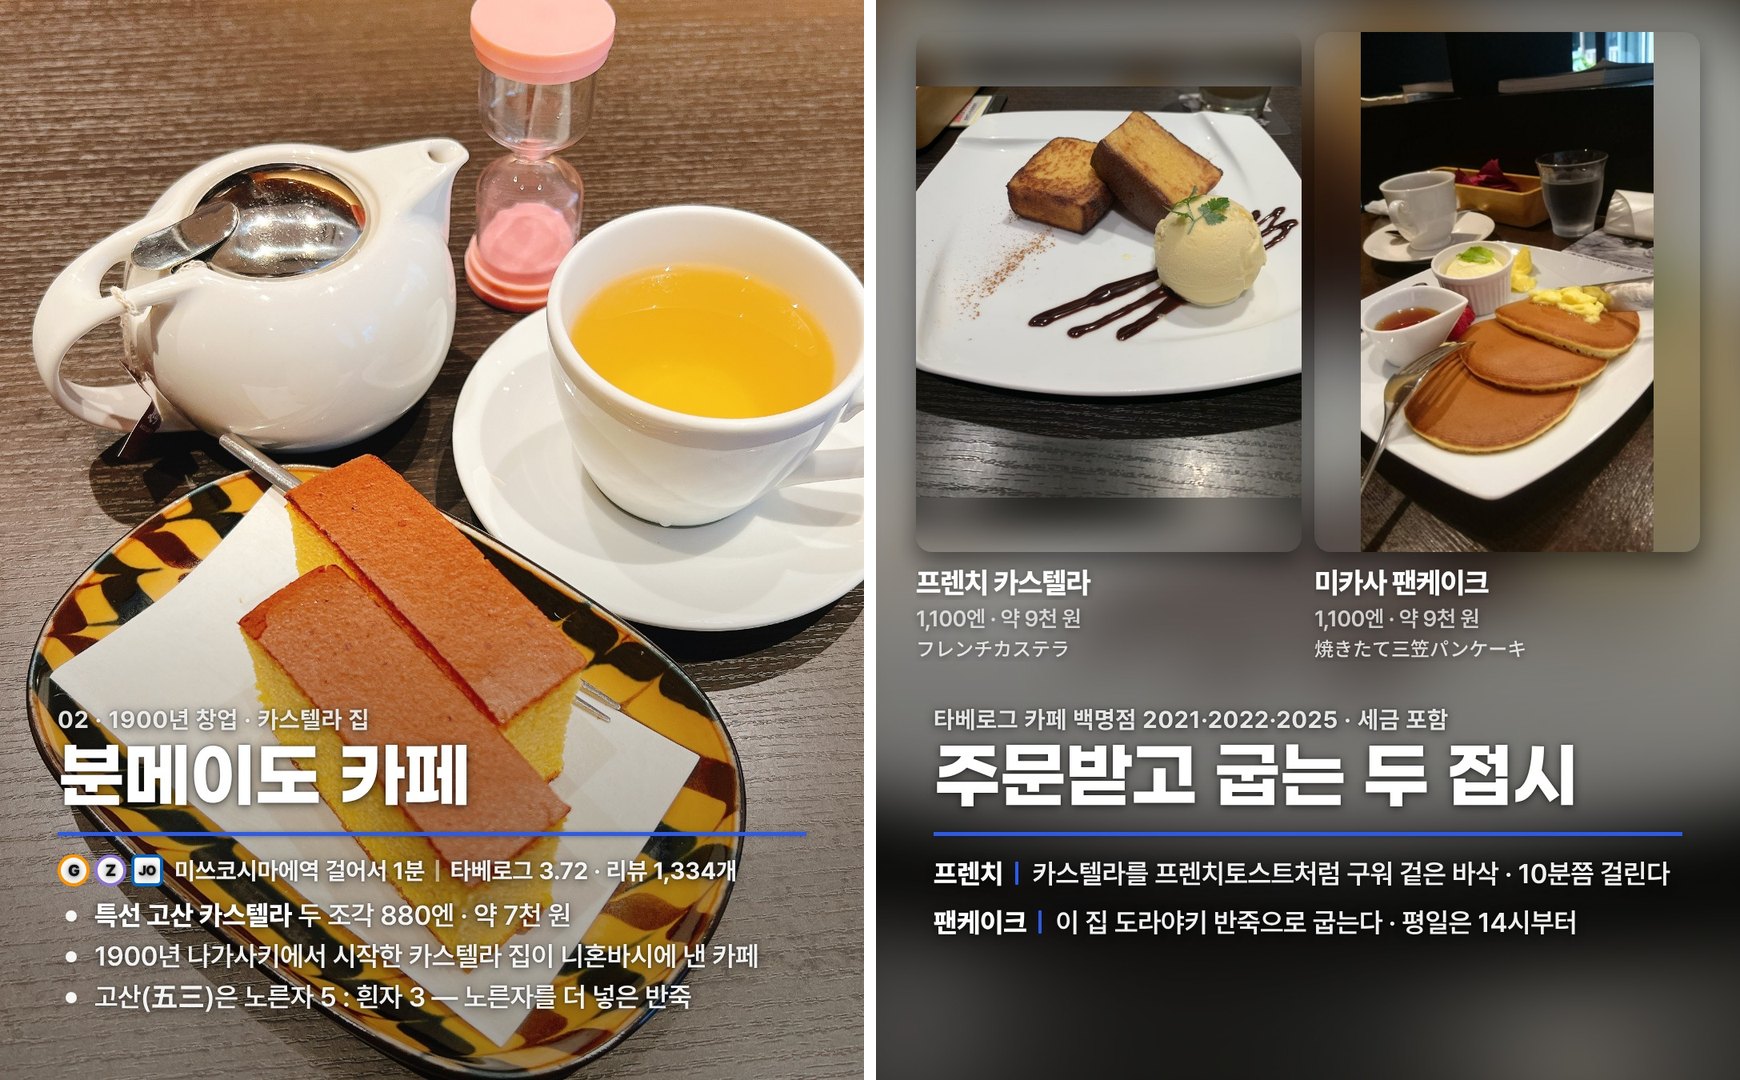 02 · 1900년 창업 · 카스텔라 집
분메이도 카페
G Z JO 미쓰코시마에역 걸어서 1분 | 타베로그 3.72 · 리뷰 1,334개
• 특선 고산 카스텔라 두 조각 880엔 · 약 7천 원
• 1900년 나가사키에서 시작한 카스텔라 집이 니혼바시에 낸 카페
• 고산(五三)은 노른자 5 : 흰자 3 — 노른자를 더 넣은 반죽
프렌치 카스텔라
1,100엔 · 약 9천 원
フレンチカステラ
미카사 팬케이크
1,100엔 · 약 9천 원
焼きたて三笠パンケーキ
타베로그 카페 백명점 2021·2022·2025 · 세금 포함
주문받고 굽는 두 접시
프렌치 | 카스텔라를 프렌치토스트처럼 구워 겉은 바삭 · 10분쯤 걸린다
팬케이크 | 이 집 도라야키 반죽으로 굽는다 · 평일은 14시부터